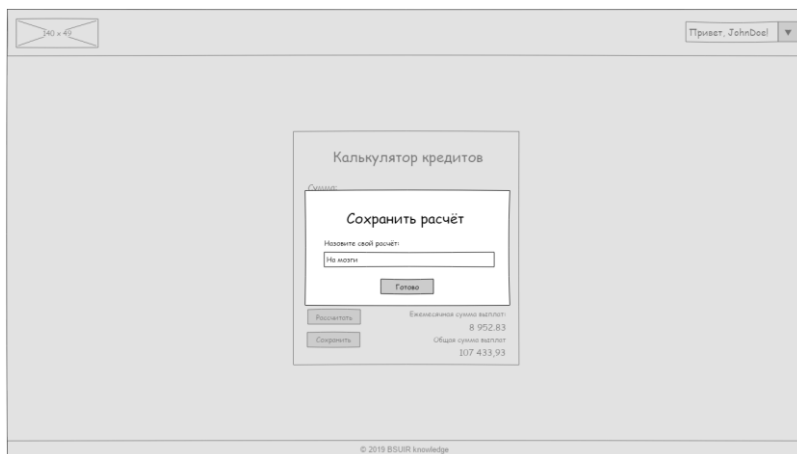 140 x 49
Привет, JohnDoe!
Калькулятор кредитов
Сумма:
Сохранить расчёт
Назовите свой расчёт:
На мозги
Готово
Рассчитать
Ежемесячная сумма выплат:
8 952.83
Сохранить
Общая сумма выплат
107 433,93
© 2019 BSUIR knowledge